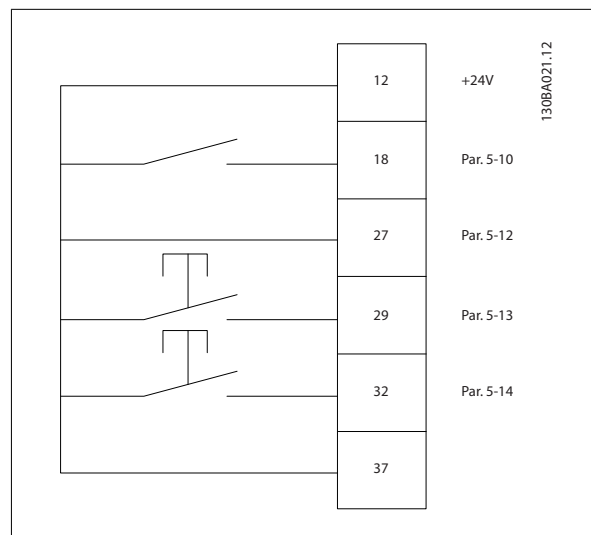 12 +24V
18 Par. 5-10
27 Par. 5-12
29 Par. 5-13
32 Par. 5-14
37
130BA021.12